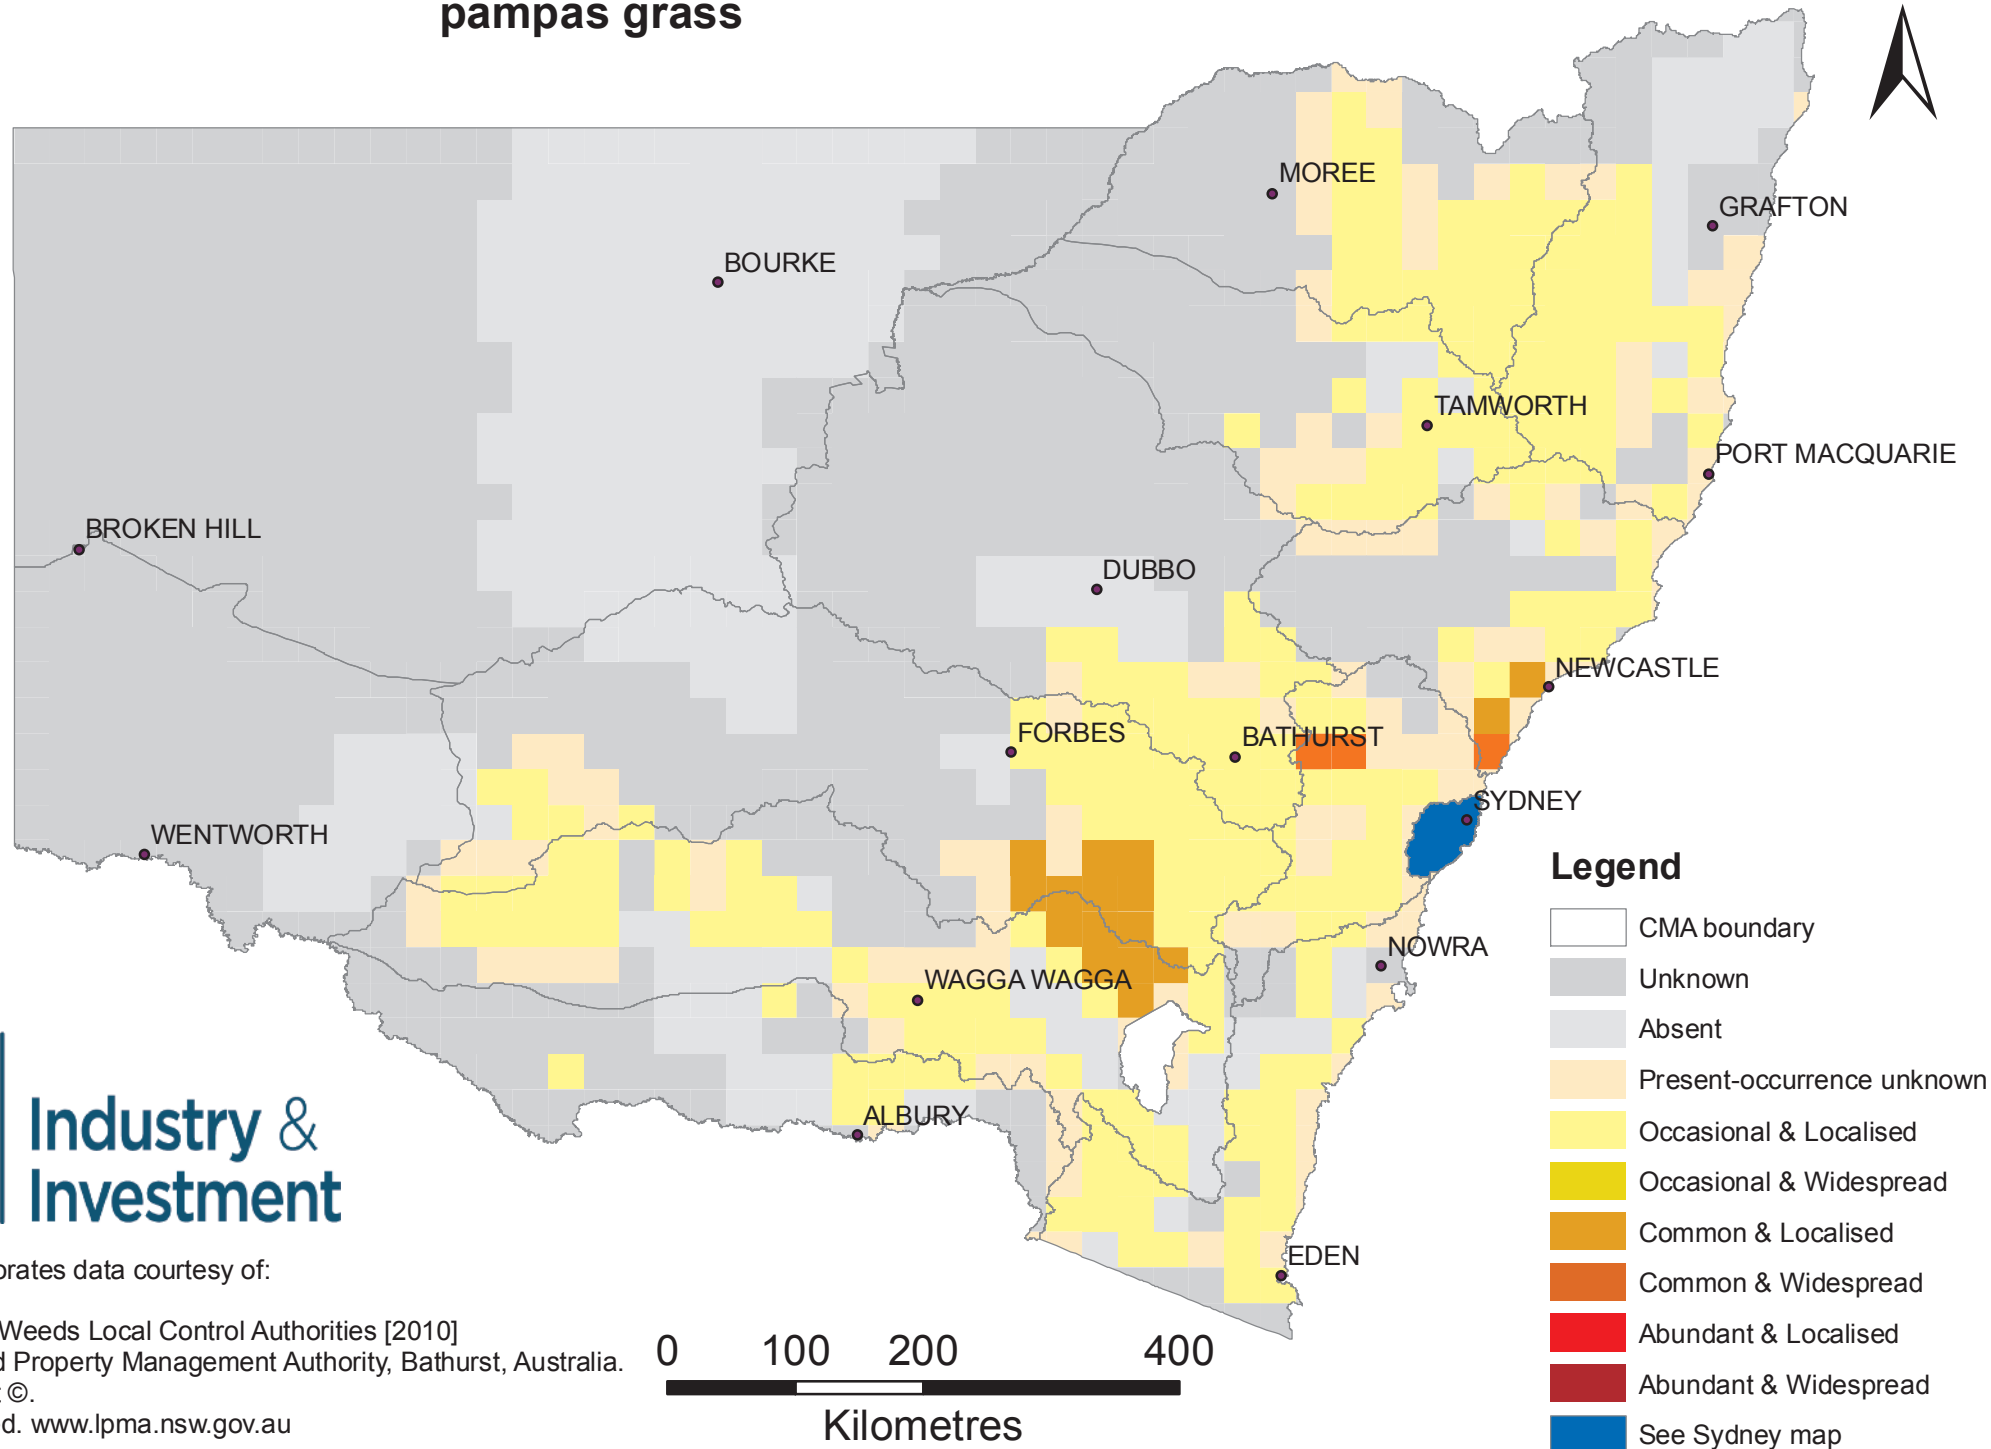 pampas grass
MOREE
GRAFTON
BOURKE
TAMWORTH
PORT MACQUARIE
BROKEN HILL
DUBBO
NEWCASTLE
FORBES
BATHURST
SYDNEY
WENTWORTH
NOWRA
WAGGA WAGGA
ALBURY
EDEN
Legend
CMA boundary
Unknown
Absent
Present-occurrence unknown
Occasional & Localised
Occasional & Widespread
Common & Localised
Common & Widespread
Abundant & Localised
Abundant & Widespread
See Sydney map
Industry &
Investment
data courtesy of:
Weeds Local Control Authorities [2010]
Property Management Authority, Bathurst, Australia.
©.
www.lpma.nsw.gov.au
0 100 200 400
Kilometres